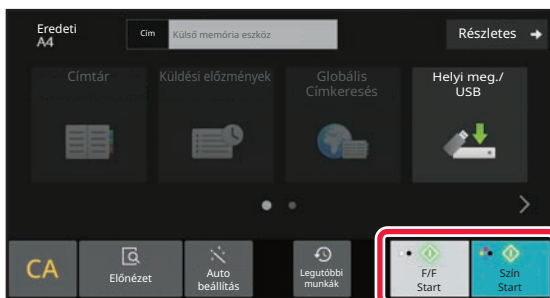 Eredeti
A4
Cím
Külső memória eszköz
Részletes
Címtár
Küldési előzmények
Globális
Címkeresés
Helyi meg./
USB
CA
Előnézet
Auto
beállítás
Legutóbbi
munkák
F/F
Start
Szín
Start